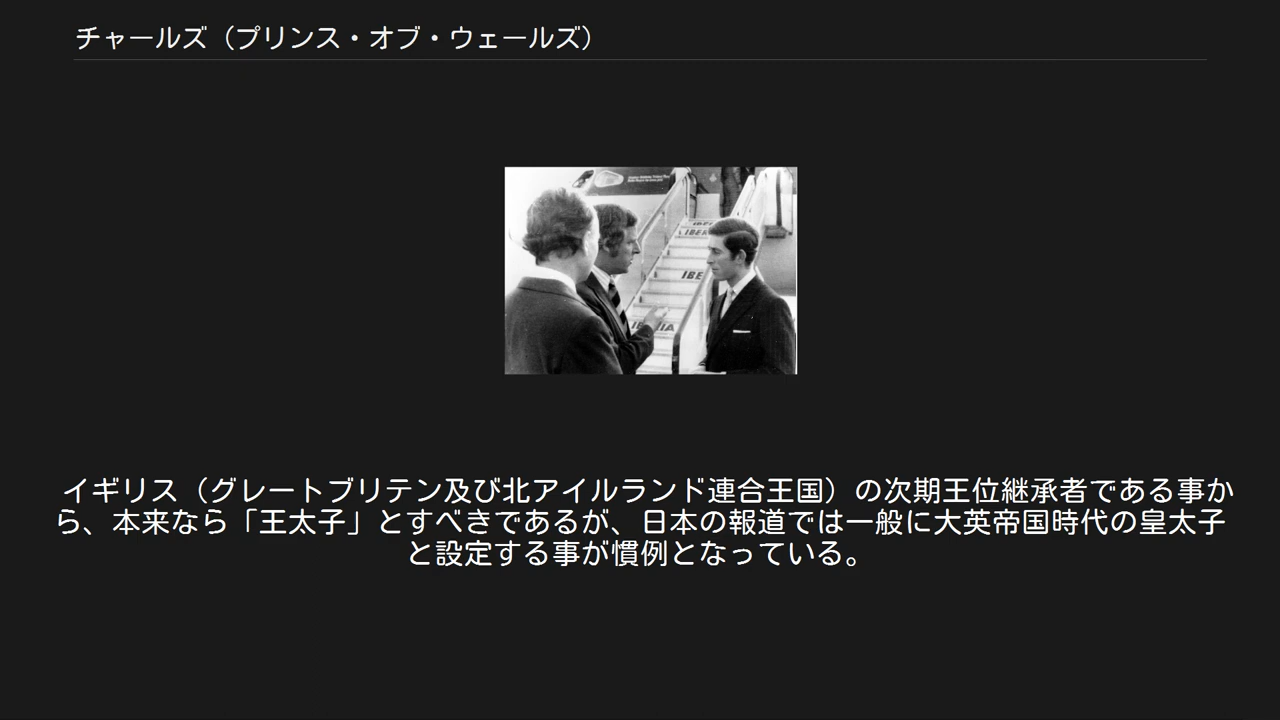 チャールズ（プリンス・オブ・ウェールズ）
IBERIA
イギリス（グレートブリテン及び北アイルランド連合王国）の次期王位継承者である事か
ら、本来なら「王太子」とすべきであるが、日本の報道では一般に大英帝国時代の皇太子
と設定する事が慣例となっている。